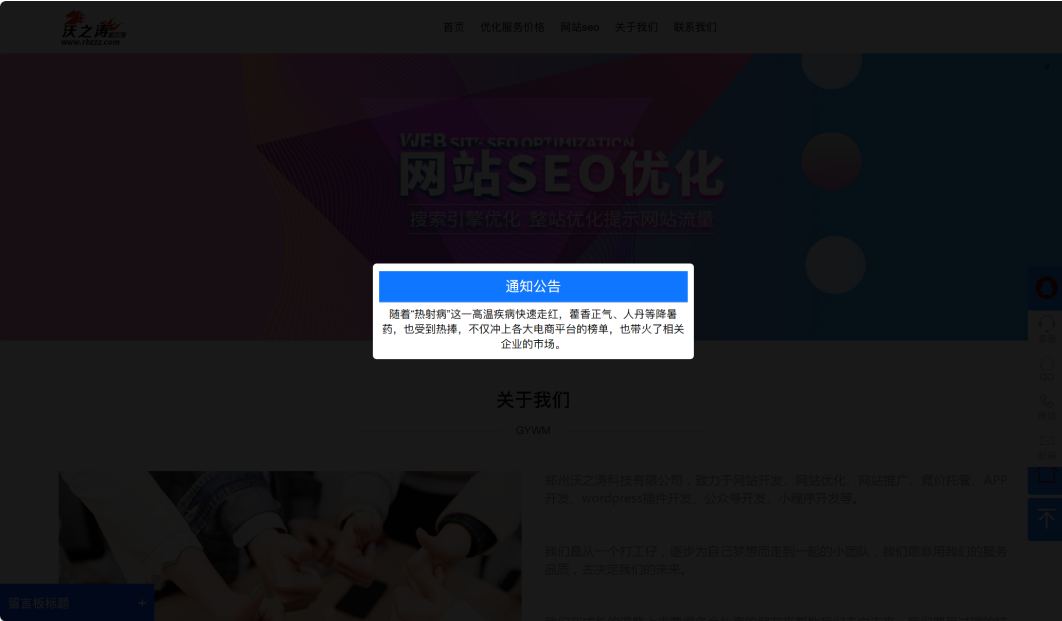 沃之涛
www.rkzzz.com
首页 优化服务价格 网站seo 关于我们 联系我们
WEB SITE SEO OPTIMIZATION
网站SEO优化
搜索引擎优化 整站优化提示网站流量
通知公告
随着"热射病"这一高温疾病快速走红，藿香正气、人丹等降暑
药，也受到热捧，不仅冲上各大电商平台的榜单，也带火了相关
企业的市场。
关于我们
GYWM
郑州沃之涛科技有限公司，致力于网站开发、网站优化、网站推广、竞价托管、APP
开发、wordpress插件开发、公众号开发、小程序开发等。
我们是从一个打工仔，逐步为自己梦想而走到一起的小团队，我们愿意用我们的服务
品质，去决定我们的未来。
留言板标题 +